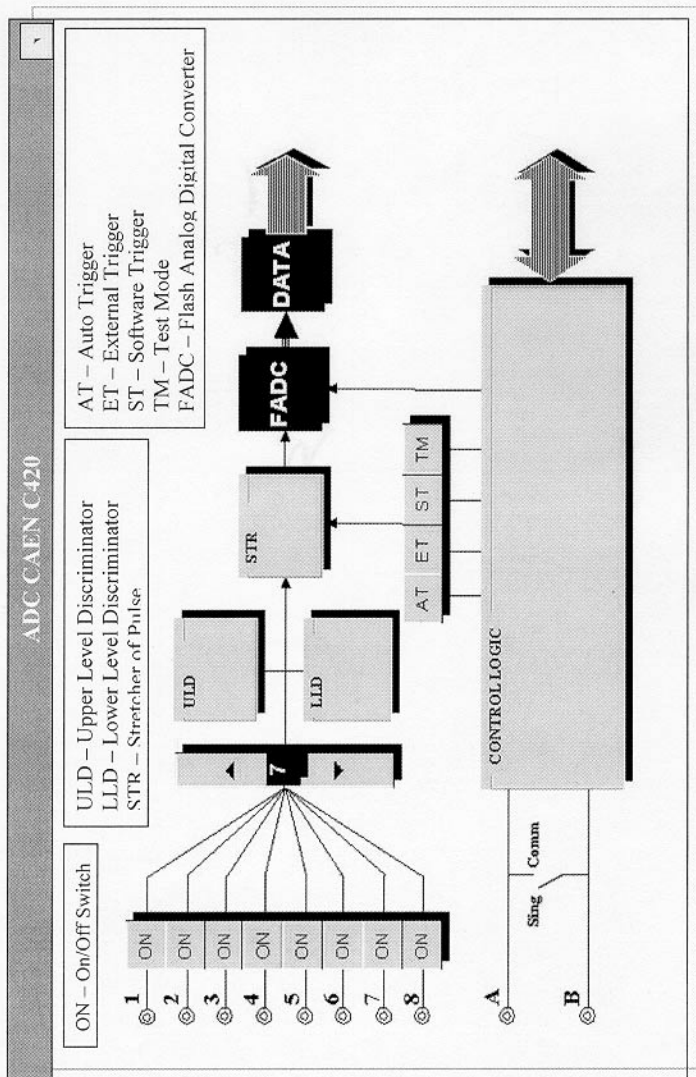 ADC CAEN C420
ON – On/Off Switch
ULD – Upper Level Discriminator
LLD – Lower Level Discriminator
STR – Stretcher of Pulse
AT – Auto Trigger
ET – External Trigger
ST – Software Trigger
TM – Test Mode
FADC – Flash Analog Digital Converter
1 ON
2 ON
3 ON
4 ON
5 ON
6 ON
7 ON
8 ON
7
ULD
LLD
STR
FADC
DATA
AT ET ST TM
CONTROL LOGIC
A
Sing Comm
B